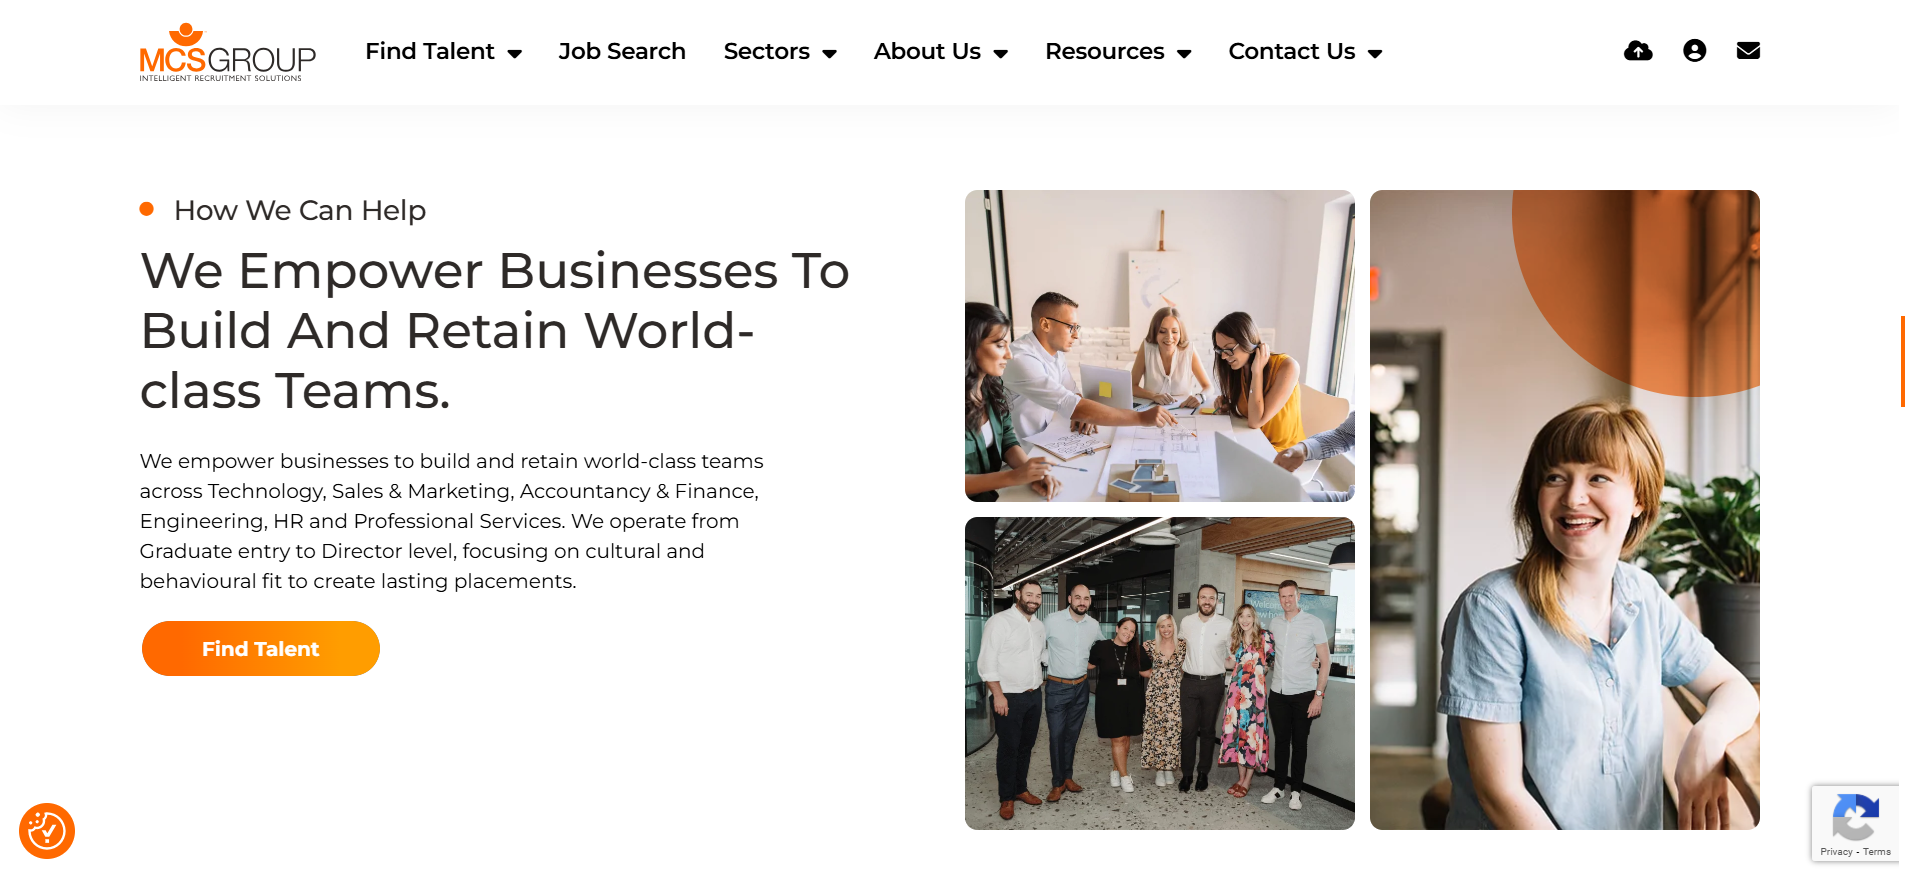 MCSGROUP
INTELLIGENT RECRUITMENT SOLUTIONS
Find Talent
Job Search
Sectors
About Us
Resources
Contact Us
How We Can Help
We Empower Businesses To
Build And Retain World-
class Teams.
We empower businesses to build and retain world-class teams
across Technology, Sales & Marketing, Accountancy & Finance,
Engineering, HR and Professional Services. We operate from
Graduate entry to Director level, focusing on cultural and
behavioural fit to create lasting placements.
Find Talent
Privacy - Terms